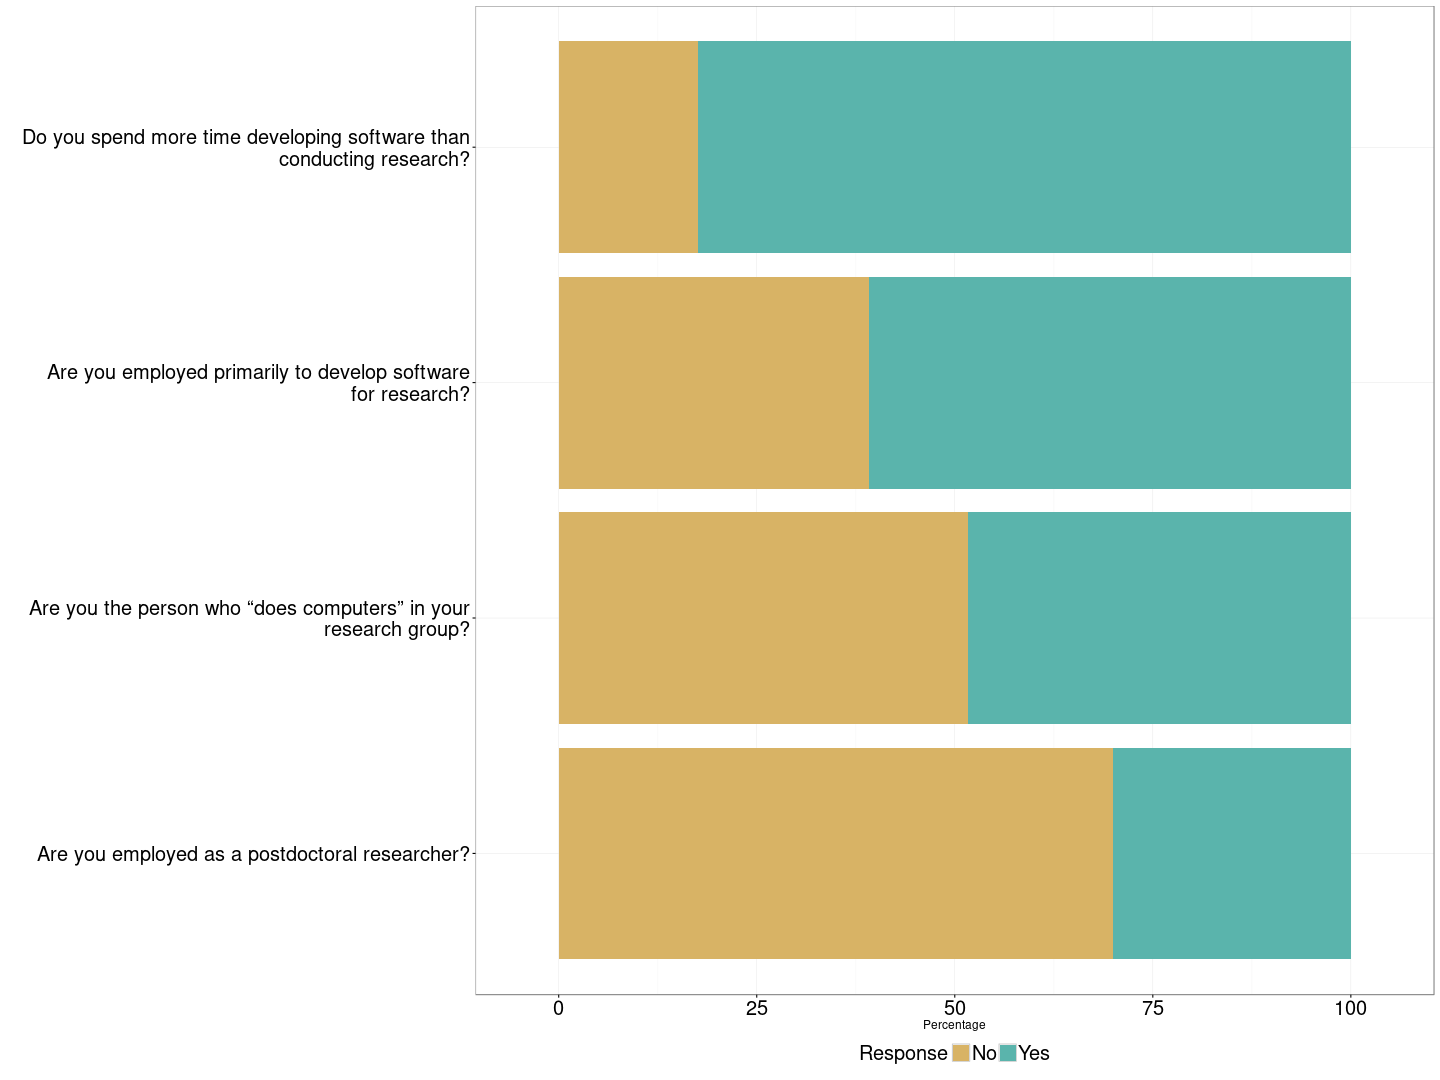 Do you spend more time developing software than
conducting research?
Are you employed primarily to develop software
for research?
Are you the person who “does computers” in your
research group?
Are you employed as a postdoctoral researcher?
0 25 50 75 100
Percentage
Response No Yes